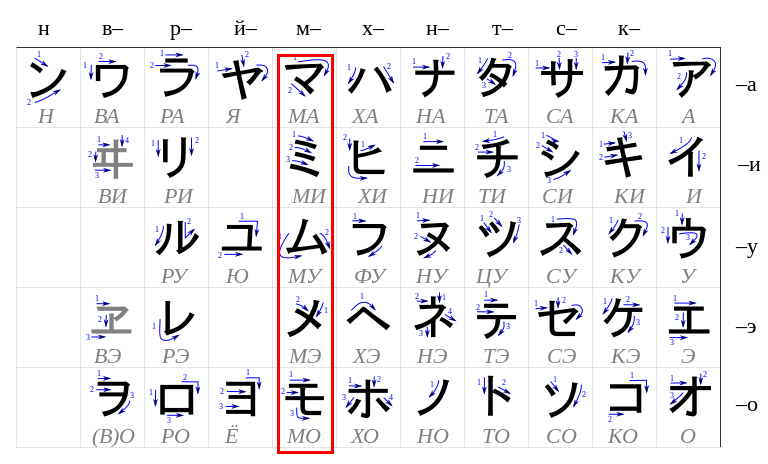 н в– р– й– м– х– н– т– с– к–
ン ワ ラ ヤ マ ハ ナ タ サ カ ア –а
Н ВА РА Я МА ХА НА ТА СА КА А
ヰ リ ミ ヒ ニ チ シ キ イ –и
ВИ РИ МИ ХИ НИ ТИ СИ КИ И
ル ユ ム フ ヌ ツ ス ク ウ –у
РУ Ю МУ ФУ НУ ЦУ СУ КУ У
ヱ レ メ ヘ ネ テ セ ケ エ –э
ВЭ РЭ МЭ ХЭ НЭ ТЭ СЭ КЭ Э
ヲ ロ ヨ モ ホ ノ ト ソ コ オ –о
(В)О РО Ё МО ХО НО ТО СО КО О